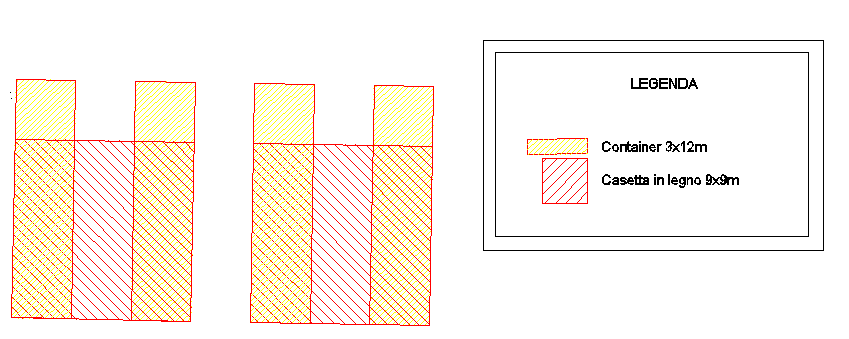 LEGENDA
Container 3x12m
Casetta in legno 9x9m